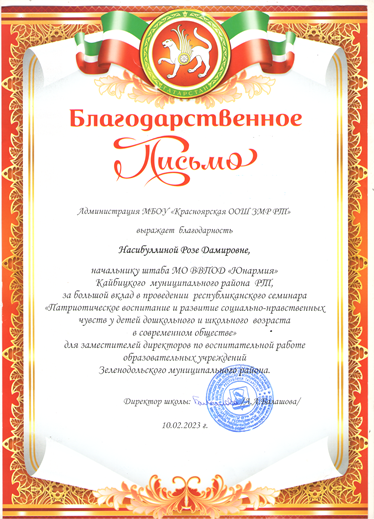 ТАТАРСТАН
Благодарственное
Письмо
Администрация МБОУ «Красноярская ООШ ЗМР РТ»
выражает благодарность
Насибуллиной Розе Дамировне,
начальнику штаба МО ВВПОД «Юнармия»
Кайбицкого муниципального района РТ,
за большой вклад в проведении республиканского семинара
«Патриотическое воспитание и развитие социально-нравственных
чувств у детей дошкольного и школьного возраста
в современном обществе»
для заместителей директоров по воспитательной работе
образовательных учреждений
Зеленодольского муниципального района.
Директор школы: /А.Д.Балашова/
10.02.2023 г.